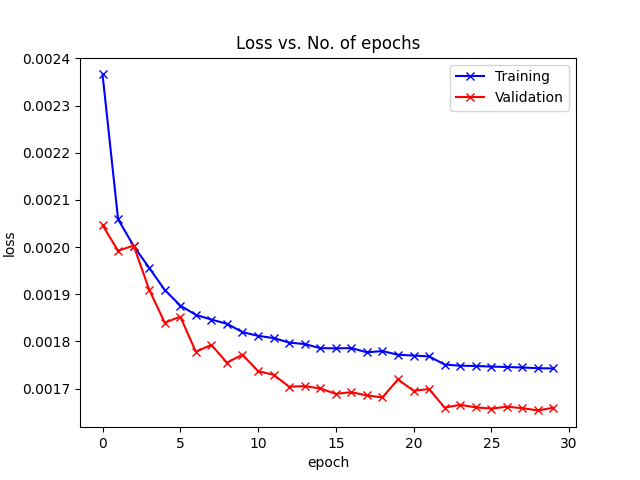 Loss vs. No. of epochs
0.0024
0.0023
0.0022
0.0021
0.0020
0.0019
0.0018
0.0017
loss
Training
Validation
0 5 10 15 20 25 30
epoch